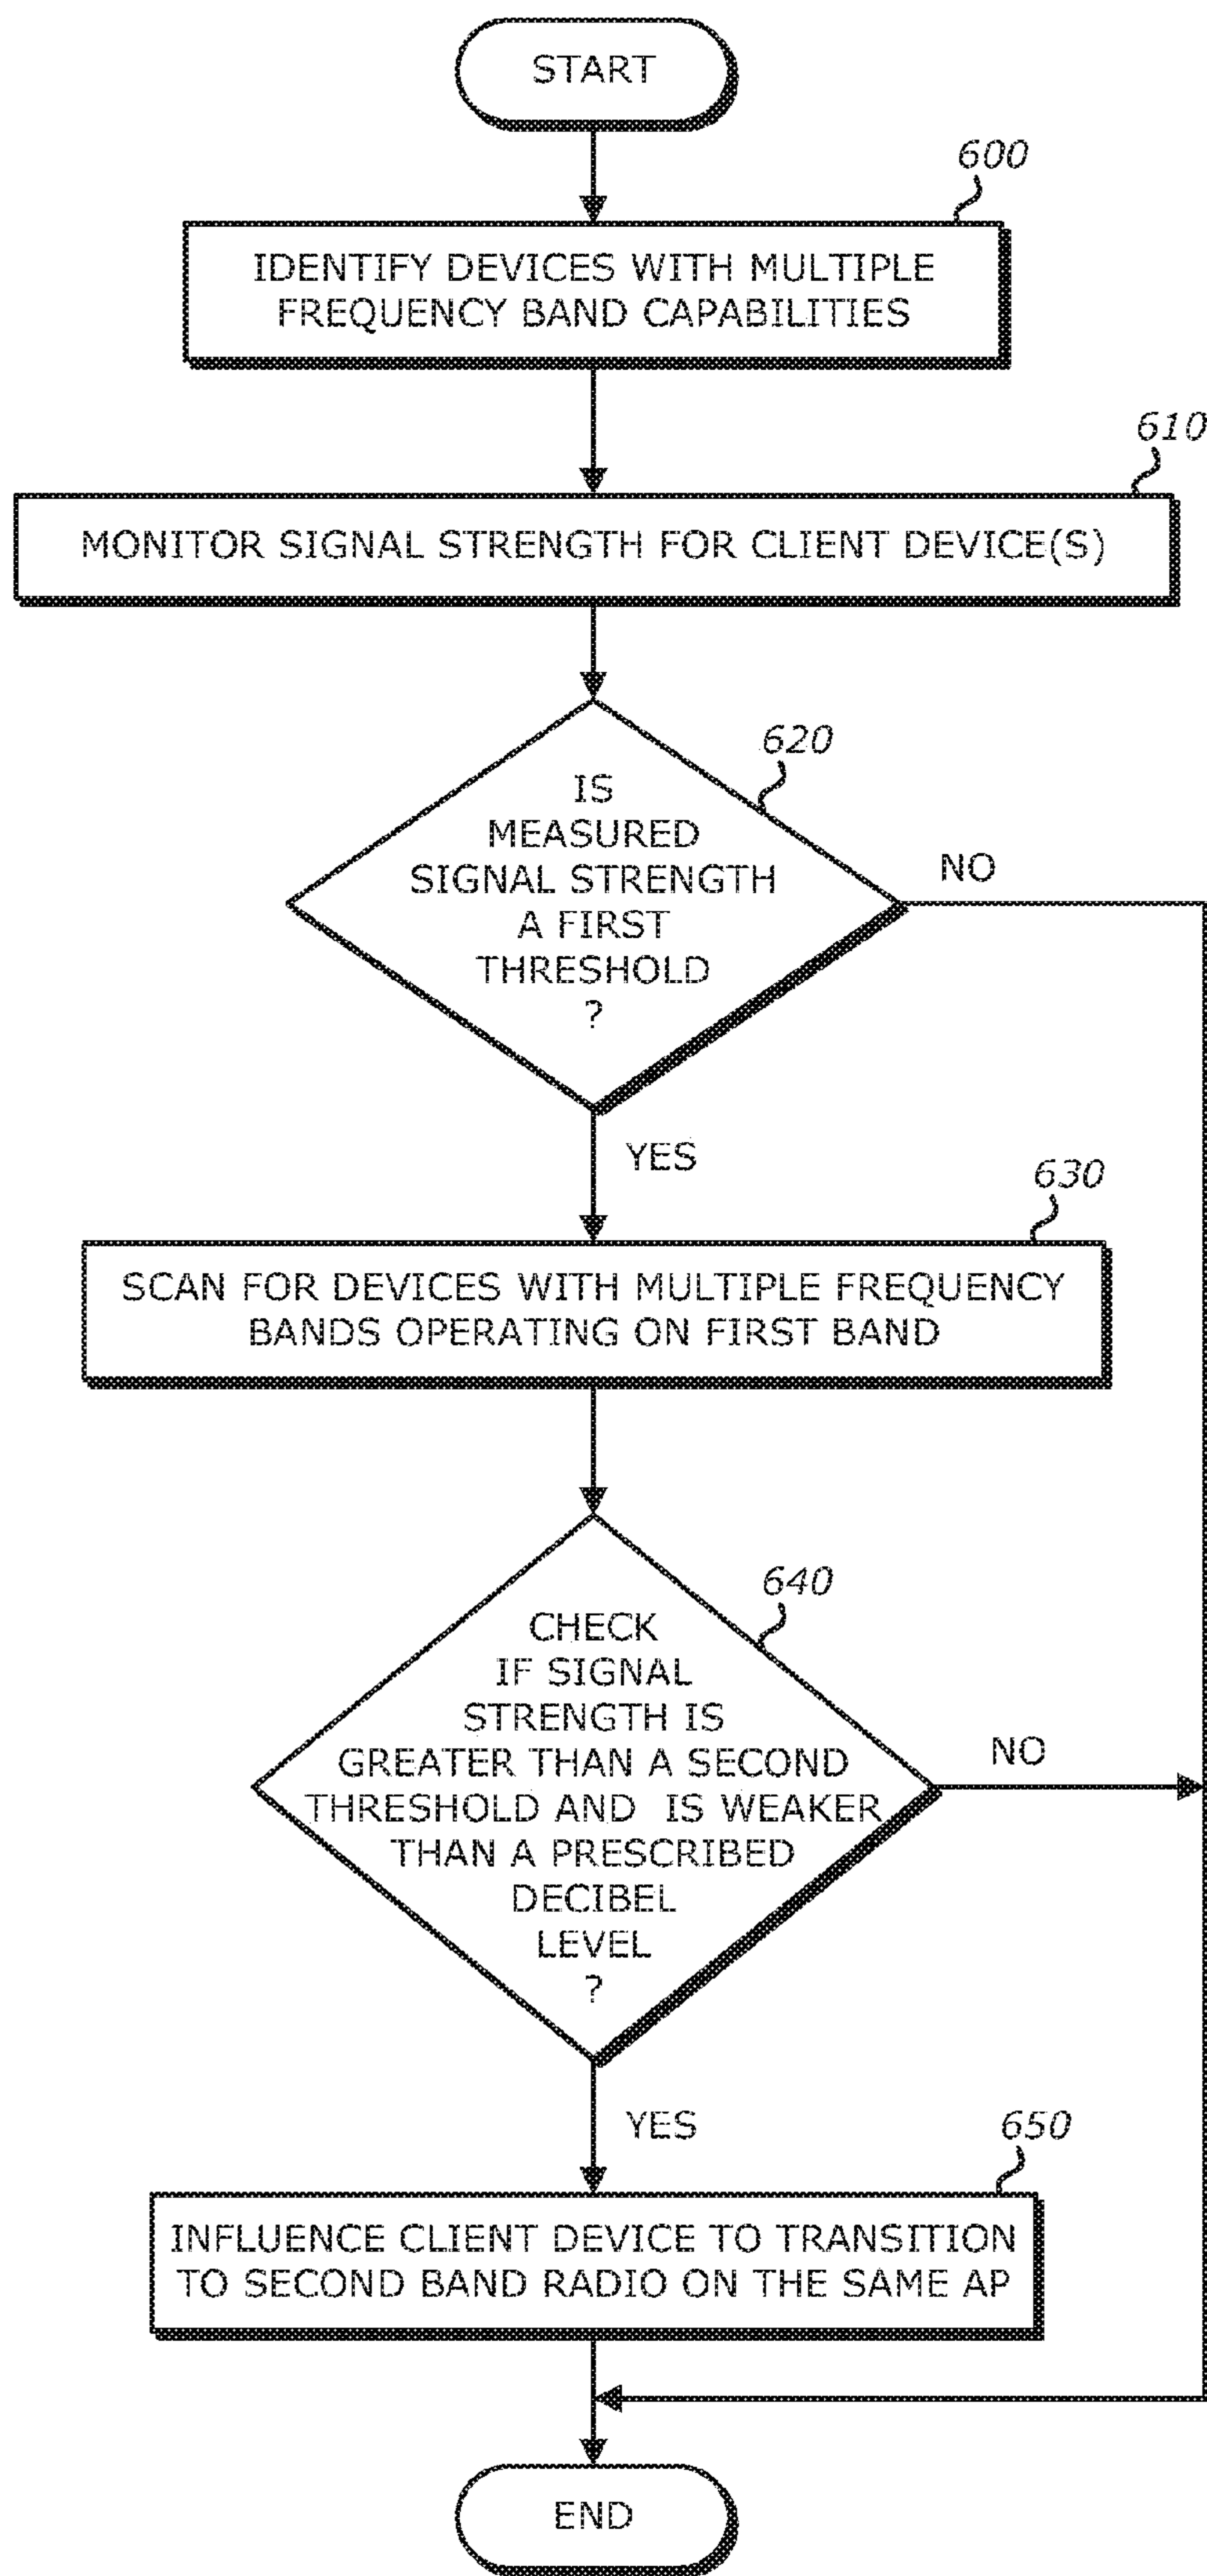 START
600
IDENTIFY DEVICES WITH MULTIPLE
FREQUENCY BAND CAPABILITIES
610
MONITOR SIGNAL STRENGTH FOR CLIENT DEVICE(S)
620
IS
MEASURED
SIGNAL STRENGTH
A FIRST
THRESHOLD
?
NO
YES
630
SCAN FOR DEVICES WITH MULTIPLE FREQUENCY
BANDS OPERATING ON FIRST BAND
640
CHECK
IF SIGNAL
STRENGTH IS
GREATER THAN A SECOND
THRESHOLD AND IS WEAKER
THAN A PRESCRIBED
DECIBEL
LEVEL
?
NO
YES
650
INFLUENCE CLIENT DEVICE TO TRANSITION
TO SECOND BAND RADIO ON THE SAME AP
END